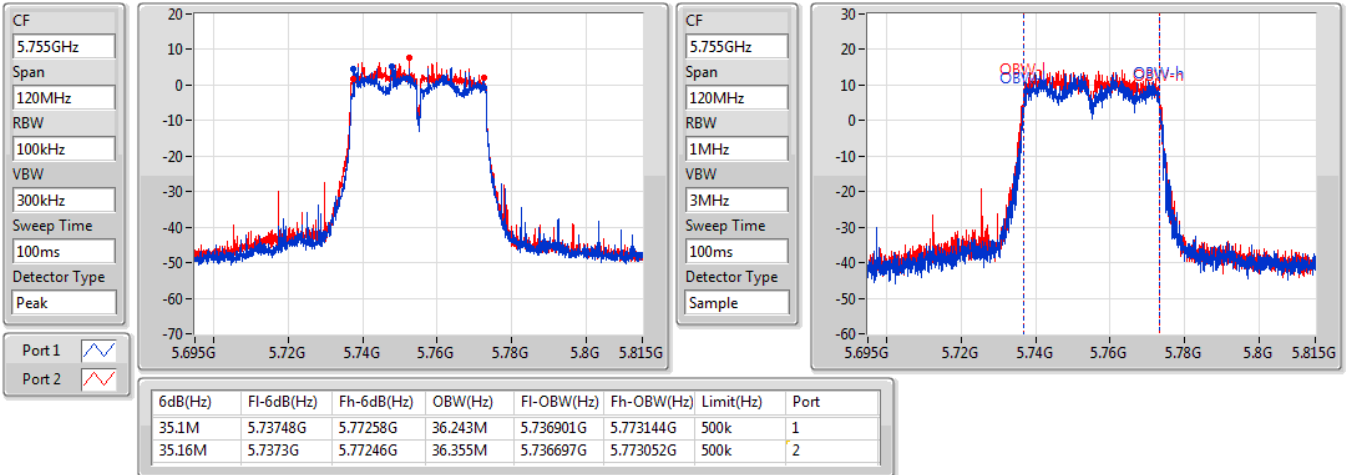 CF
5.755GHz
Span
120MHz
RBW
100kHz
VBW
300kHz
Sweep Time
100ms
Detector Type
Peak
20
10
0
-10
-20
-30
-40
-50
-60
-70
5.695G 5.72G 5.74G 5.76G 5.78G 5.8G 5.815G
CF
5.755GHz
Span
120MHz
RBW
1MHz
VBW
3MHz
Sweep Time
100ms
Detector Type
Sample
30
20
10
0
-10
-20
-30
-40
-50
-60
OBW-h
5.695G 5.72G 5.74G 5.76G 5.78G 5.8G 5.815G
Port 1
Port 2
6dB(Hz) Fl-6dB(Hz) Fh-6dB(Hz) OBW(Hz) Fl-OBW(Hz) Fh-OBW(Hz) Limit(Hz) Port
35.1M 5.73748G 5.77258G 36.243M 5.736901G 5.773144G 500k 1
35.16M 5.7373G 5.77246G 36.355M 5.736697G 5.773052G 500k 2